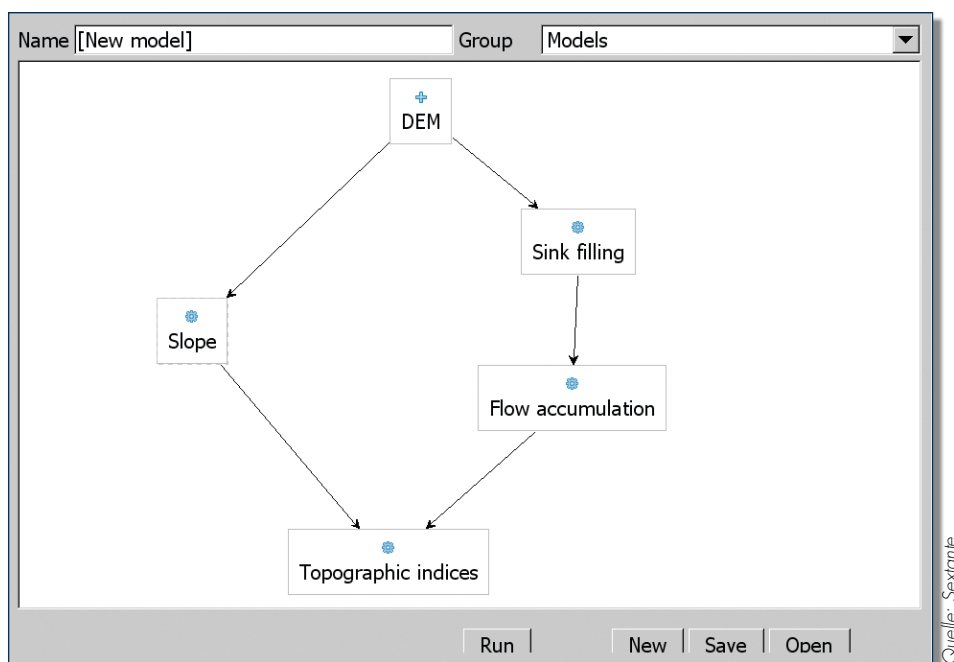 Name [New model] Group Models
DEM
Sink filling
Slope
Flow accumulation
Topographic indices
Run New Save Open
Quelle: Sextante